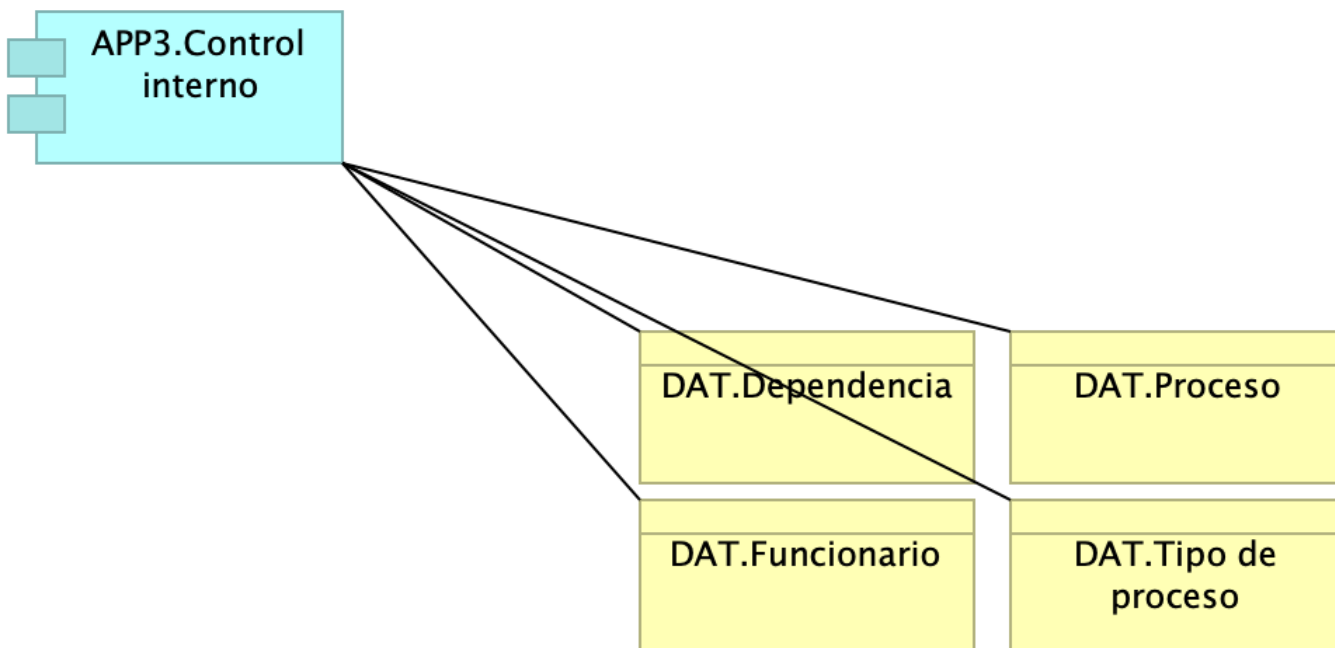 APP3.Control
interno
DAT.Dependencia
DAT.Proceso
DAT.Funcionario
DAT.Tipo de
proceso